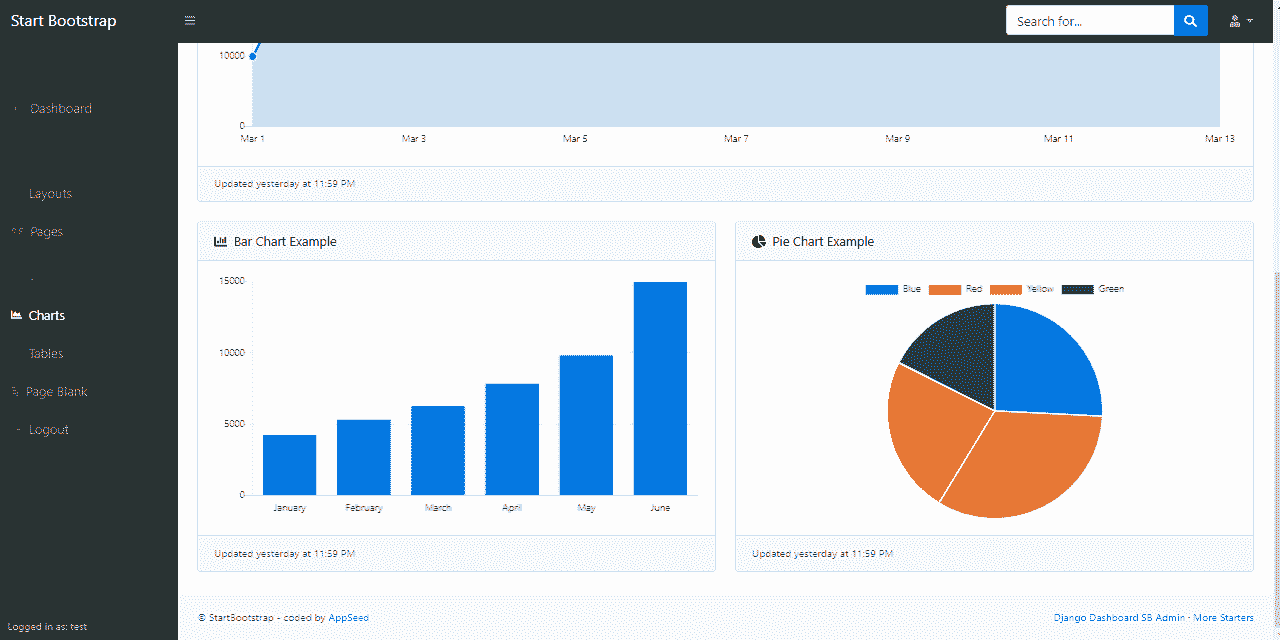 Start Bootstrap
Search for...
Dashboard
Layouts
Pages
Charts
Tables
Page Blank
Logout
Logged in as: test
10000
0
Mar 1 Mar 3 Mar 5 Mar 7 Mar 9 Mar 11 Mar 13
Updated yesterday at 11:59 PM
Bar Chart Example
15000
10000
5000
0
January February March April May June
Updated yesterday at 11:59 PM
Pie Chart Example
Blue Red Yellow Green
Updated yesterday at 11:59 PM
© StartBootstrap - coded by AppSeed
Django Dashboard SB Admin · More Starters